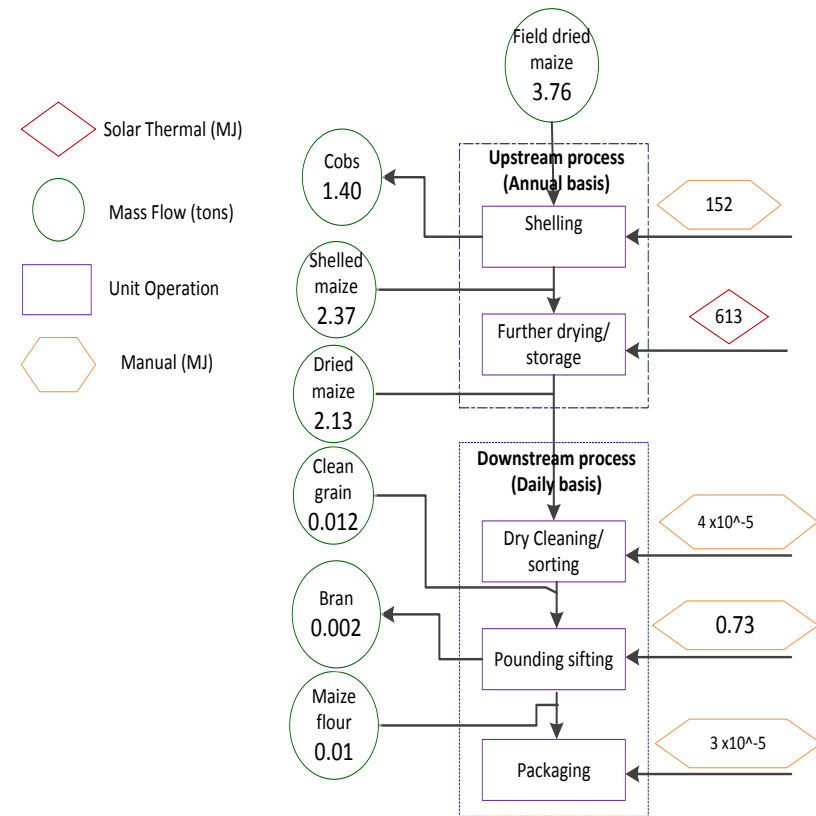 Field dried
maize
3.76
Solar Thermal (MJ)
Mass Flow (tons)
Unit Operation
Manual (MJ)
Upstream process
(Annual basis)
Cobs
1.40
Shelling
152
Shelled
maize
2.37
Further drying/
storage
613
Dried
maize
2.13
Downstream process
(Daily basis)
Clean
grain
0.012
Dry Cleaning/
sorting
4 x10^-5
Bran
0.002
Pounding sifting
0.73
Maize
flour
0.01
Packaging
3 x10^-5